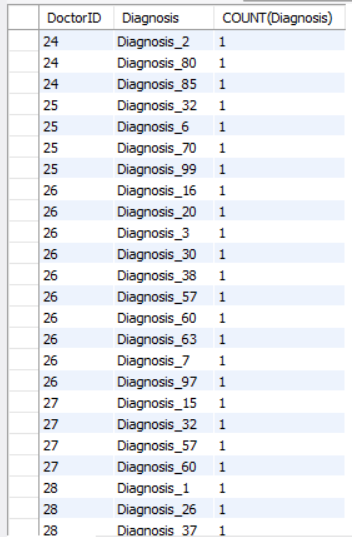 DoctorID Diagnosis COUNT(Diagnosis)
24 Diagnosis_2 1
24 Diagnosis_80 1
24 Diagnosis_85 1
25 Diagnosis_32 1
25 Diagnosis_6 1
25 Diagnosis_70 1
25 Diagnosis_99 1
26 Diagnosis_16 1
26 Diagnosis_20 1
26 Diagnosis_3 1
26 Diagnosis_30 1
26 Diagnosis_38 1
26 Diagnosis_57 1
26 Diagnosis_60 1
26 Diagnosis_63 1
26 Diagnosis_7 1
26 Diagnosis_97 1
27 Diagnosis_15 1
27 Diagnosis_32 1
27 Diagnosis_57 1
27 Diagnosis_60 1
28 Diagnosis_1 1
28 Diagnosis_26 1
28 Diagnosis_37 1